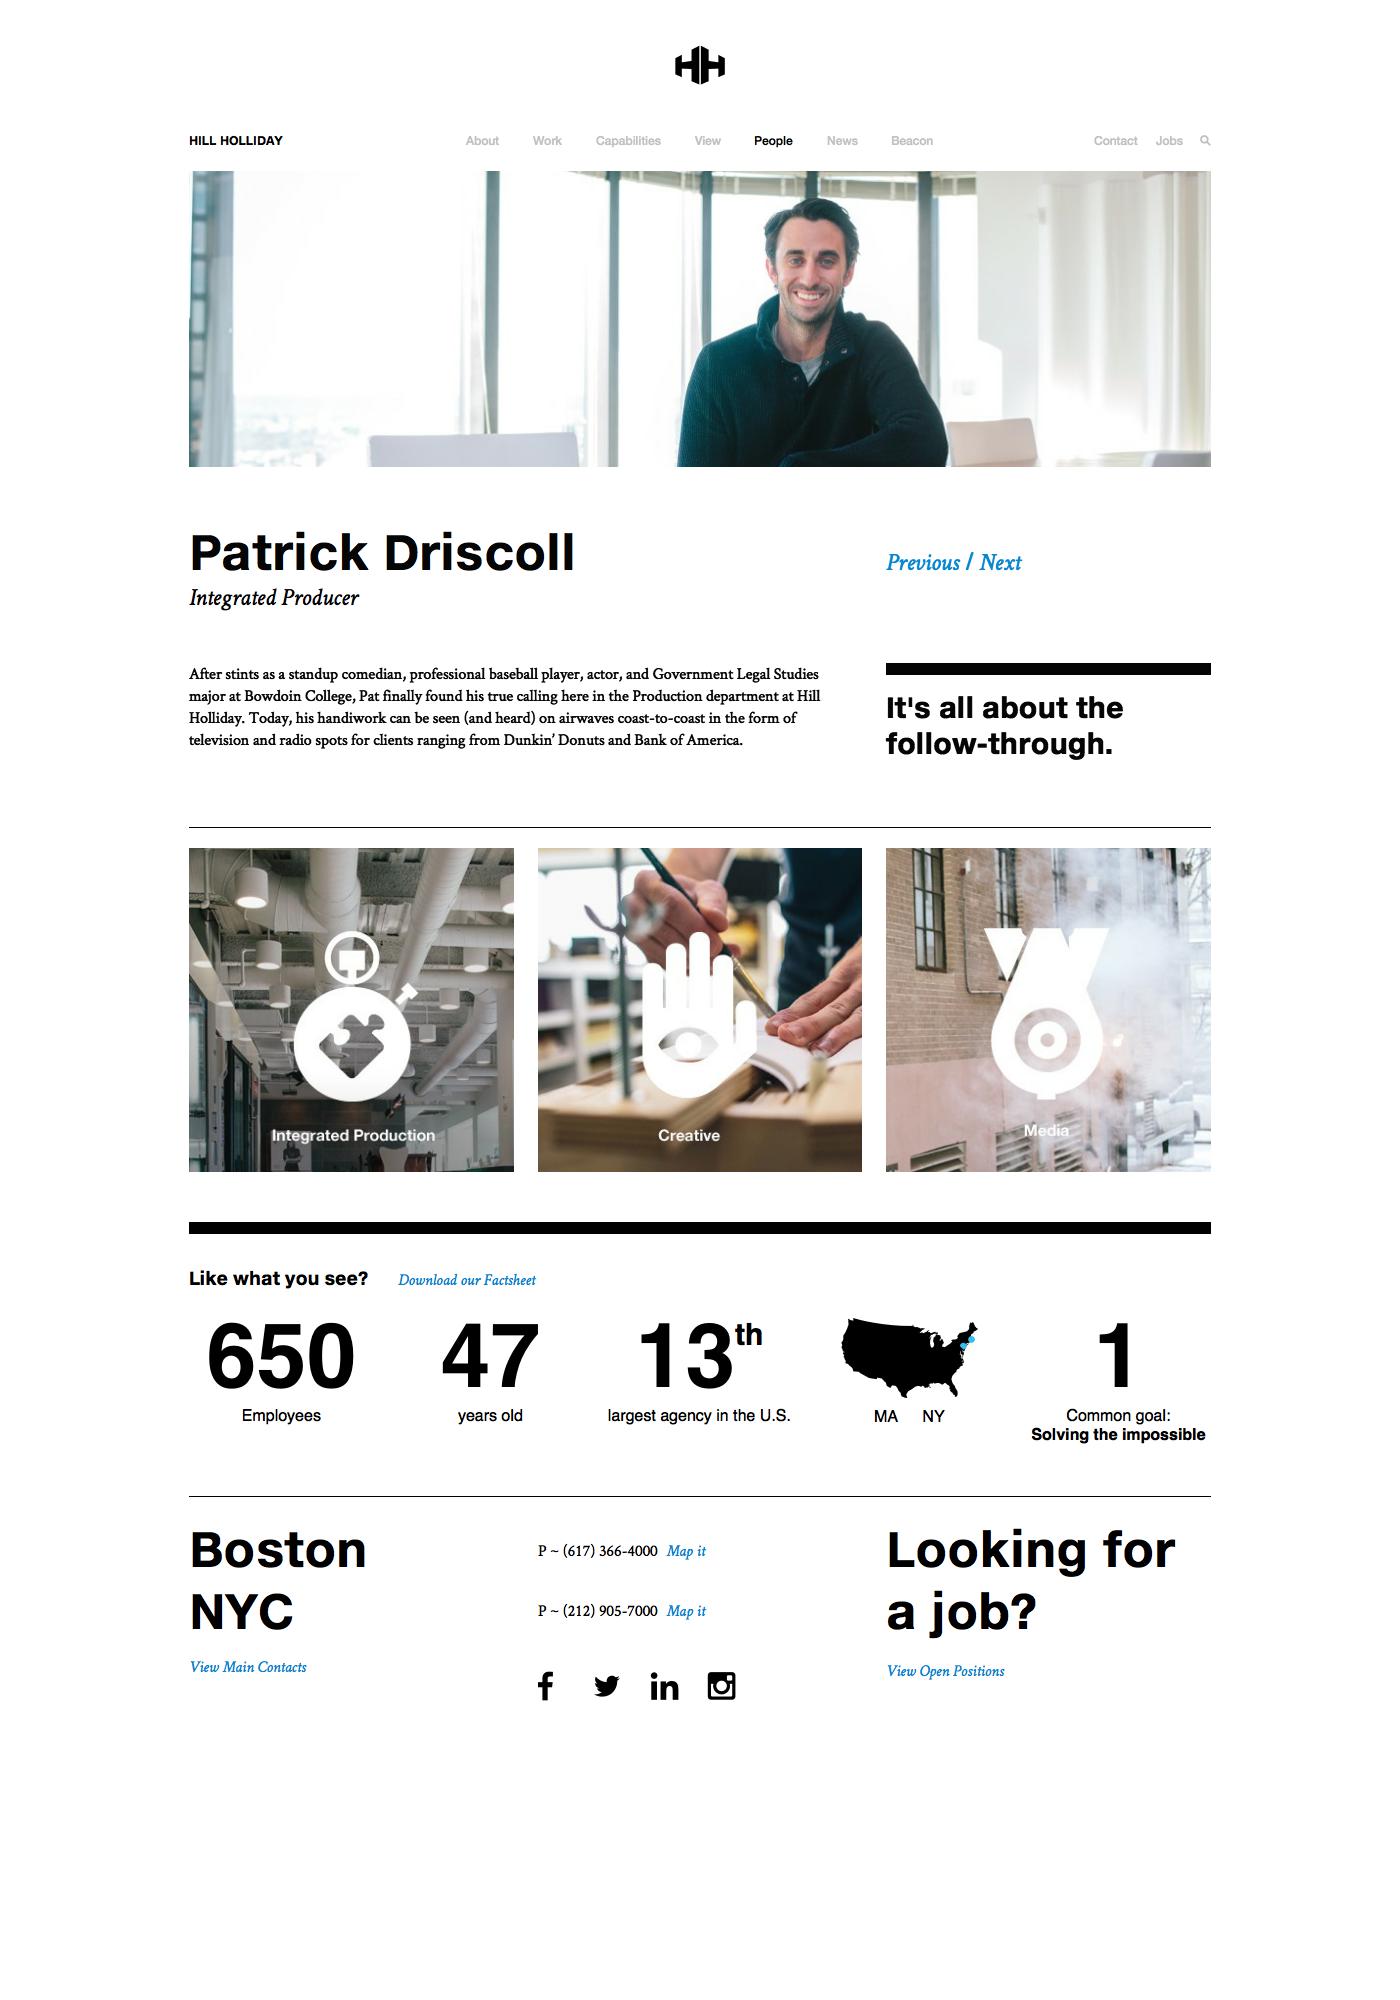 HH
HILL HOLLIDAY
About Work Capabilities View People News Beacon
Contact Jobs
Patrick Driscoll
Integrated Producer
Previous / Next
After stints as a standup comedian, professional baseball player, actor, and Government Legal Studies
major at Bowdoin College, Pat finally found his true calling here in the Production department at Hill
Holliday. Today, his handiwork can be seen (and heard) on airwaves coast-to-coast in the form of
television and radio spots for clients ranging from Dunkin’ Donuts and Bank of America.
It's all about the
follow-through.
Integrated Production
Creative
Media
Like what you see? Download our Factsheet
650
Employees
47
years old
13th
largest agency in the U.S.
MA NY
1
Common goal:
Solving the impossible
Boston
NYC
View Main Contacts
P ~ (617) 366-4000 Map it
P ~ (212) 905-7000 Map it
f in
Looking for
a job?
View Open Positions